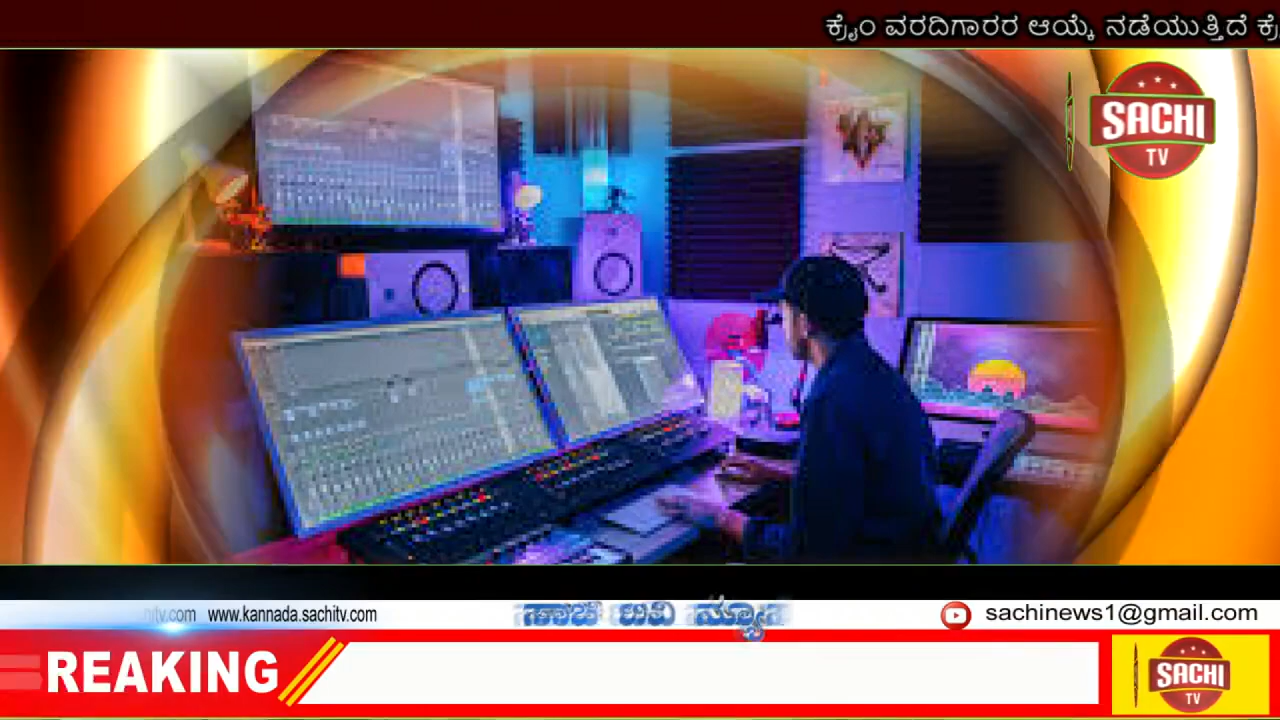 ಕ್ರೈಂ ವರದಿಗಾರರ ಆಯ್ಕೆ ನಡೆಯುತ್ತಿದೆ
SACHI
TV
www.kannada.sachitv.com
sachinews1@gmail.com
REAKING
SACHI
TV